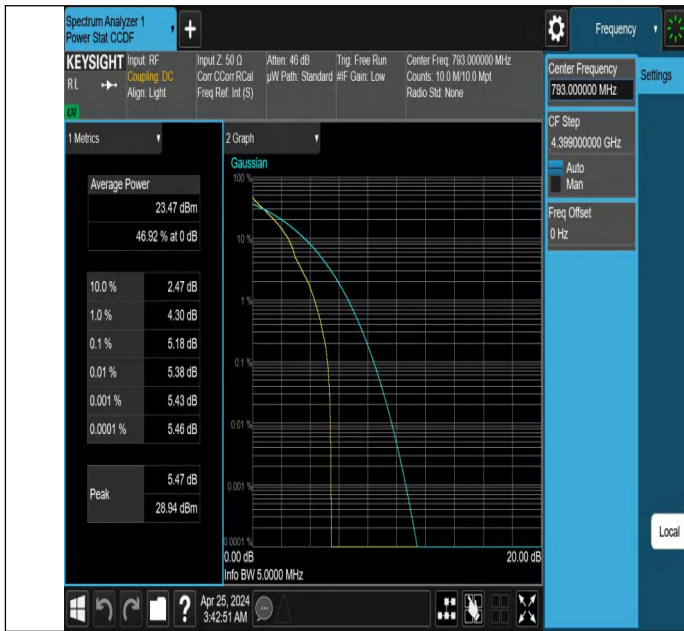 Spectrum Analyzer 1
Power Stat CCDF
+
Frequency
KEYSIGHT
RL
LXI
Input: RF
Coupling: DC
Align: Light
Input Z: 50 Ω
Corr CCorr RCal
Freq Ref: Int (S)
Atten: 46 dB
µW Path: Standard
Trig: Free Run
#IF Gain: Low
Center Freq: 793.000000 MHz
Counts: 10.0 M/10.0 Mpt
Radio Std: None
Center Frequency
793.000000 MHz
Settings
CF Step
4.399000000 GHz
Auto
Man
Freq Offset
0 Hz
1 Metrics
Average Power
23.47 dBm
46.92 % at 0 dB
10.0 % 2.47 dB
1.0 % 4.30 dB
0.1 % 5.18 dB
0.01 % 5.38 dB
0.001 % 5.43 dB
0.0001 % 5.46 dB
Peak
5.47 dB
28.94 dBm
2 Graph
Gaussian
100 %
10 %
1 %
0.1 %
0.01 %
0.001 %
0.0001 %
0.00 dB 20.00 dB
Info BW 5.0000 MHz
Local
?
Apr 25, 2024
3:42:51 AM